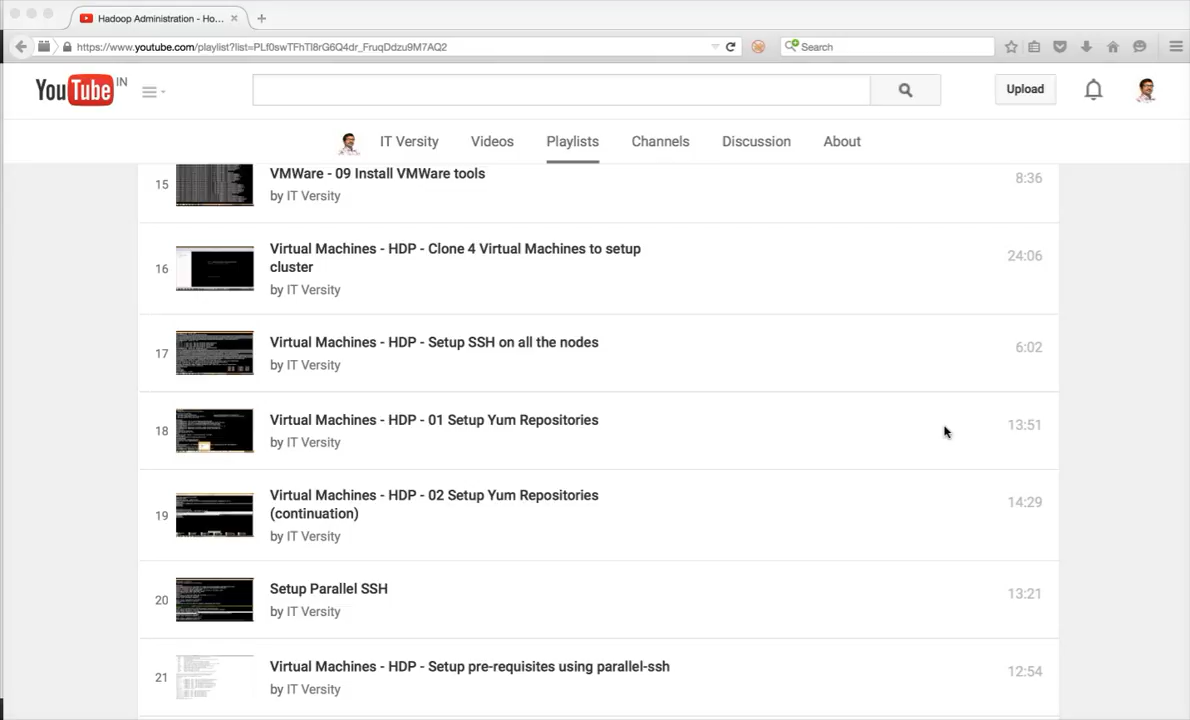 Hadoop Administration - Ho...
https://www.youtube.com/playlist?list=PLf0swTFhTI8rG6Q4dr_FruqDdzu9M7AQ2
Search
YouTube IN
Upload
IT Versity Videos Playlists Channels Discussion About
15 VMWare - 09 Install VMWare tools 8:36
by IT Versity
16 Virtual Machines - HDP - Clone 4 Virtual Machines to setup 24:06
cluster
by IT Versity
17 Virtual Machines - HDP - Setup SSH on all the nodes 6:02
by IT Versity
18 Virtual Machines - HDP - 01 Setup Yum Repositories 13:51
by IT Versity
19 Virtual Machines - HDP - 02 Setup Yum Repositories 14:29
(continuation)
by IT Versity
20 Setup Parallel SSH 13:21
by IT Versity
21 Virtual Machines - HDP - Setup pre-requisites using parallel-ssh 12:54
by IT Versity